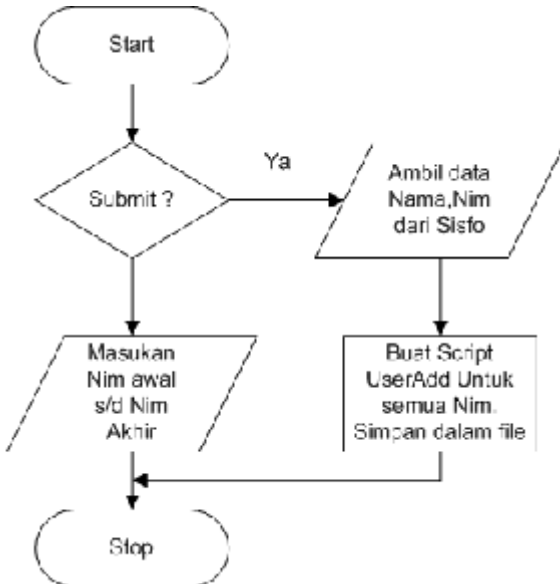 Start
Submit ?
Ya
Ambil data
Nama,Nim
dari Sisfo
Masukan
Nim awal
s/d Nim
Akhir
Buat Script
UserAdd Untuk
semua Nim.
Simpan dalam file
Stop